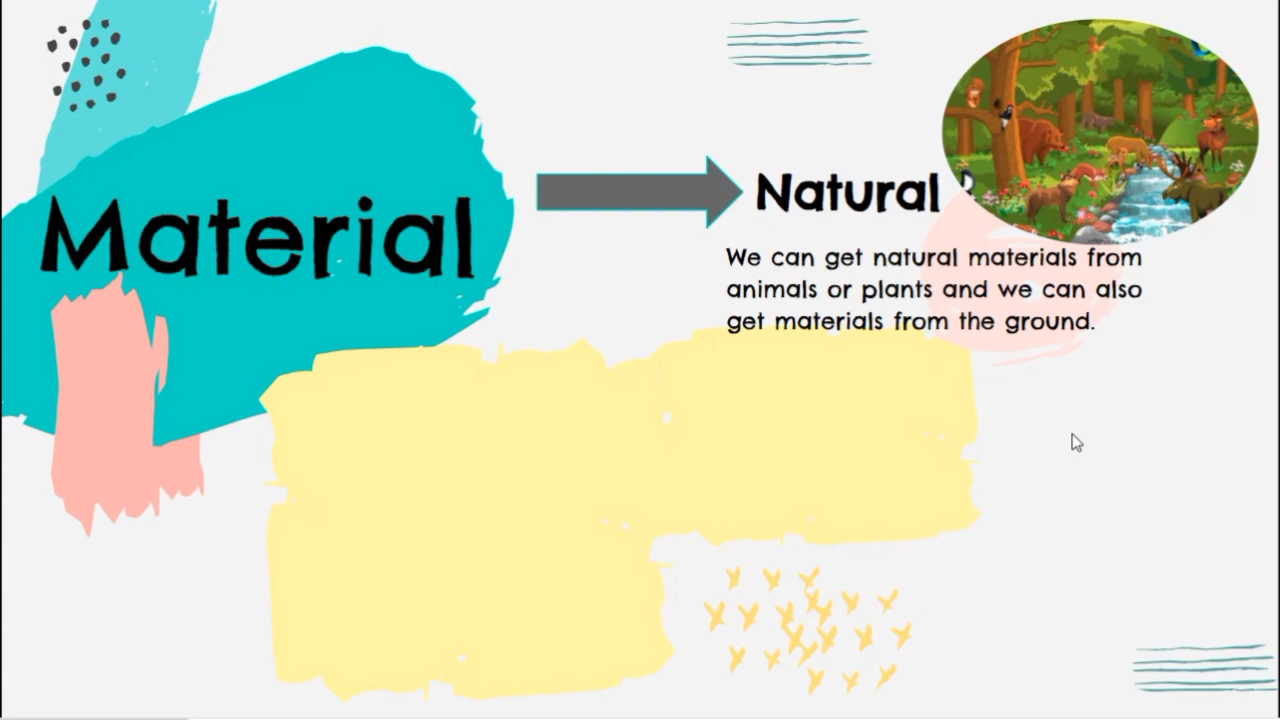 Material
Natural
We can get natural materials from
animals or plants and we can also
get materials from the ground.